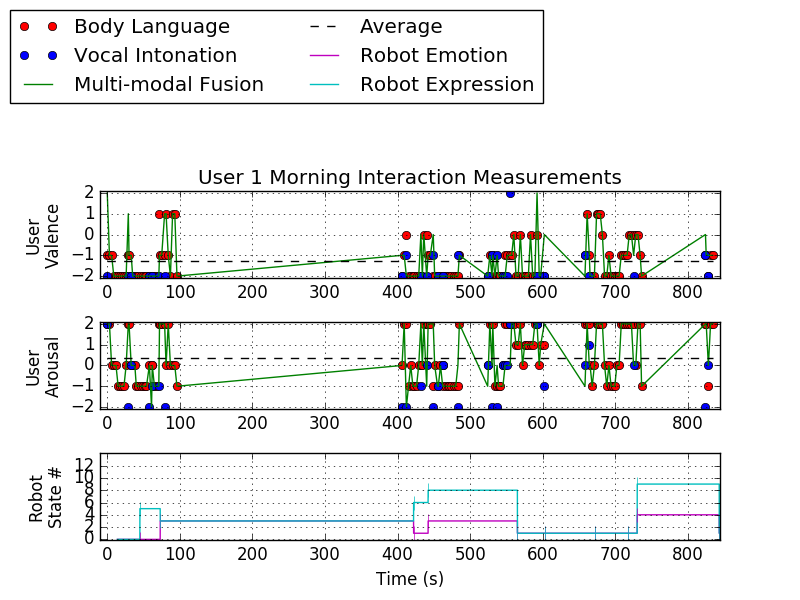 Body Language
Vocal Intonation
Multi-modal Fusion
Average
Robot Emotion
Robot Expression
User 1 Morning Interaction Measurements
User
Valence
2
1
0
−1
−2
0 100 200 300 400 500 600 700 800
User
Arousal
2
1
0
−1
−2
0 100 200 300 400 500 600 700 800
Robot
State #
12
10
8
6
4
2
0
0 100 200 300 400 500 600 700 800
Time (s)